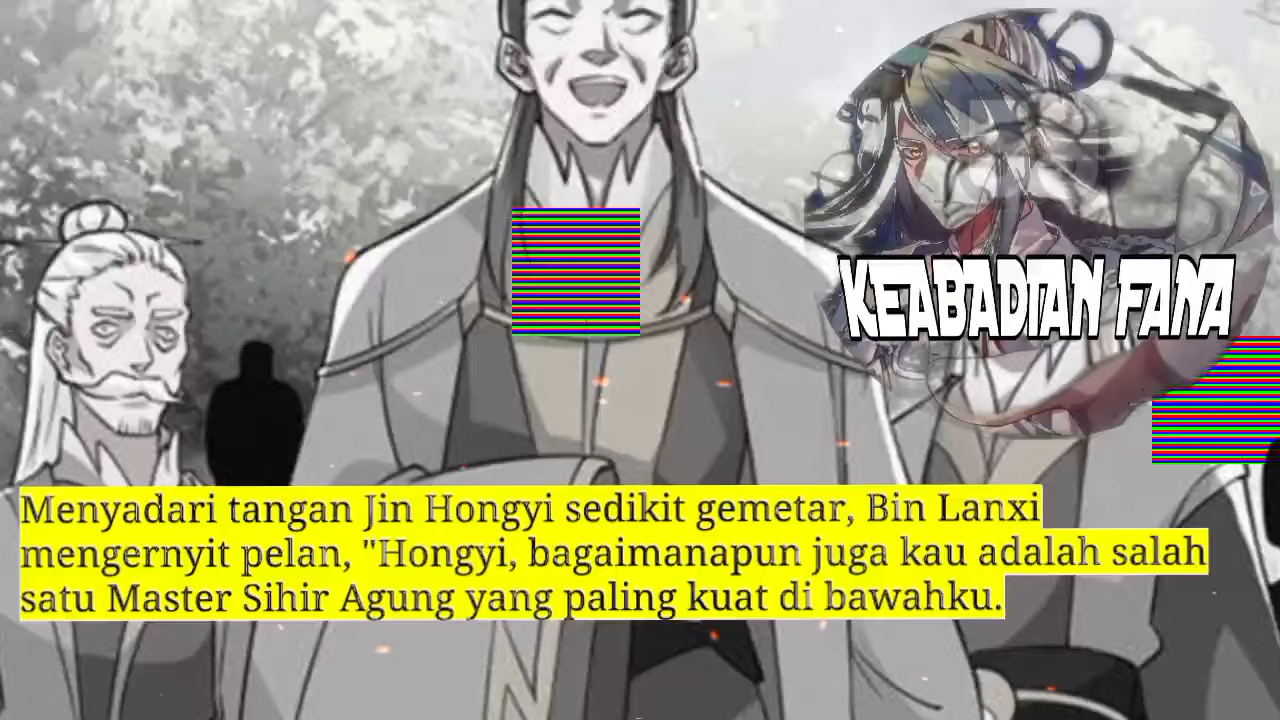 KEABADIAN FANA
Menyadari tangan Jin Hongyi sedikit gemetar, Bin Lanxi
mengernyit pelan, "Hongyi, bagaimanapun juga kau adalah salah
satu Master Sihir Agung yang paling kuat di bawahku.